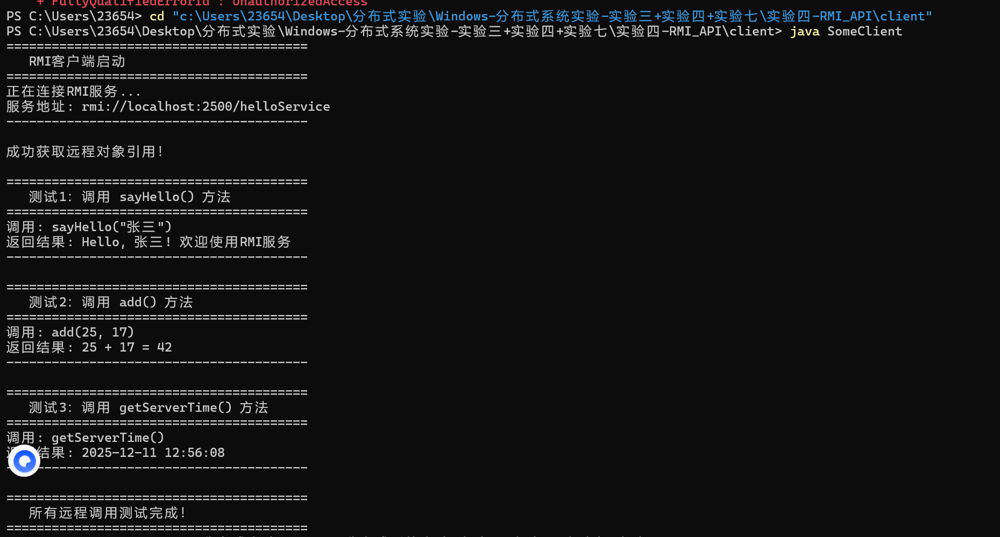 + FullyQualifiedErrorId : UnauthorizedAccess
PS C:\Users\23654> cd "c:\Users\23654\Desktop\分布式实验\Windows-分布式系统实验-实验三+实验四+实验七\实验四-RMI_API\client"
PS C:\Users\23654\Desktop\分布式实验\Windows-分布式系统实验-实验三+实验四+实验七\实验四-RMI_API\client> java SomeClient
========================================
RMI客户端启动
========================================
正在连接RMI服务...
服务地址: rmi://localhost:2500/helloService
----------------------------------------
成功获取远程对象引用!
========================================
测试1: 调用 sayHello() 方法
========================================
调用: sayHello("张三")
返回结果: Hello, 张三! 欢迎使用RMI服务
----------------------------------------
========================================
测试2: 调用 add() 方法
========================================
调用: add(25, 17)
返回结果: 25 + 17 = 42
----------------------------------------
========================================
测试3: 调用 getServerTime() 方法
========================================
调用: getServerTime()
结果: 2025-12-11 12:56:08
----------------------------------------
========================================
所有远程调用测试完成!
========================================